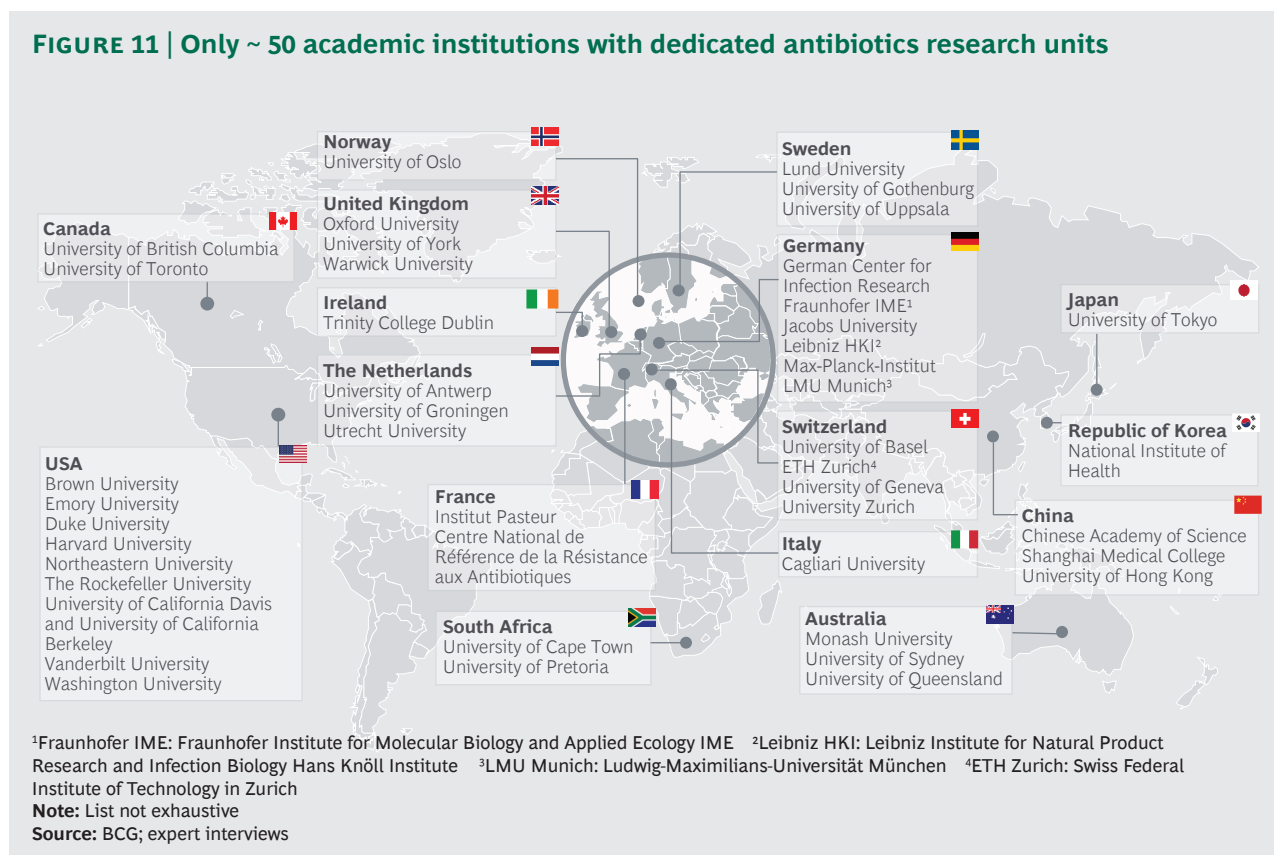 FIGURE 11 | Only ~ 50 academic institutions with dedicated antibiotics research units
Norway
University of Oslo
United Kingdom
Oxford University
University of York
Warwick University
Canada
University of British Columbia
University of Toronto
Ireland
Trinity College Dublin
The Netherlands
University of Antwerp
University of Groningen
Utrecht University
USA
Brown University
Emory University
Duke University
Harvard University
Northeastern University
The Rockefeller University
University of California Davis
and University of California
Berkeley
Vanderbilt University
Washington University
France
Institut Pasteur
Centre National de
Référence de la Résistance
aux Antibiotiques
South Africa
University of Cape Town
University of Pretoria
Sweden
Lund University
University of Gothenburg
University of Uppsala
Germany
German Center for
Infection Research
Fraunhofer IME¹
Jacobs University
Leibniz HKI²
Max-Planck-Institut
LMU Munich³
Switzerland
University of Basel
ETH Zurich⁴
University of Geneva
University Zurich
Italy
Cagliari University
Japan
University of Tokyo
Republic of Korea
National Institute of
Health
China
Chinese Academy of Science
Shanghai Medical College
University of Hong Kong
Australia
Monash University
University of Sydney
University of Queensland
¹Fraunhofer IME: Fraunhofer Institute for Molecular Biology and Applied Ecology IME ²Leibniz HKI: Leibniz Institute for Natural Product
Research and Infection Biology Hans Knöll Institute ³LMU Munich: Ludwig-Maximilians-Universität München ⁴ETH Zurich: Swiss Federal
Institute of Technology in Zurich
Note: List not exhaustive
Source: BCG; expert interviews